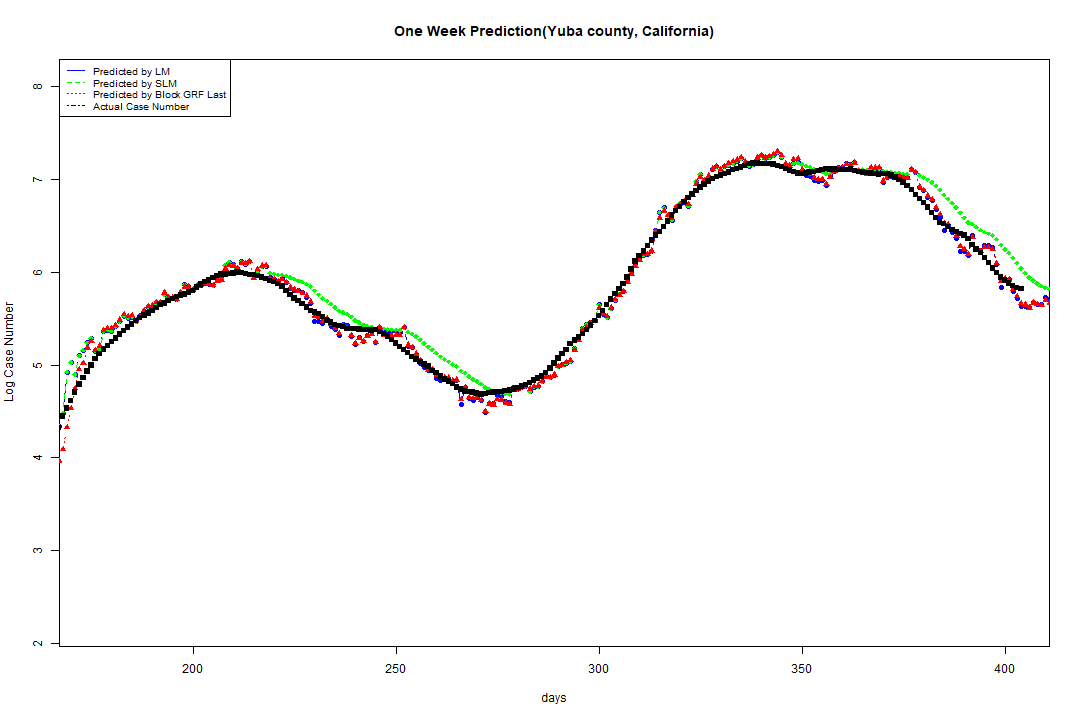 One Week Prediction(Yuba county, California)
Predicted by LM
Predicted by SLM
Predicted by Block GRF Last
Actual Case Number
8
7
6
5
4
3
2
Log Case Number
200 250 300 350 400
days